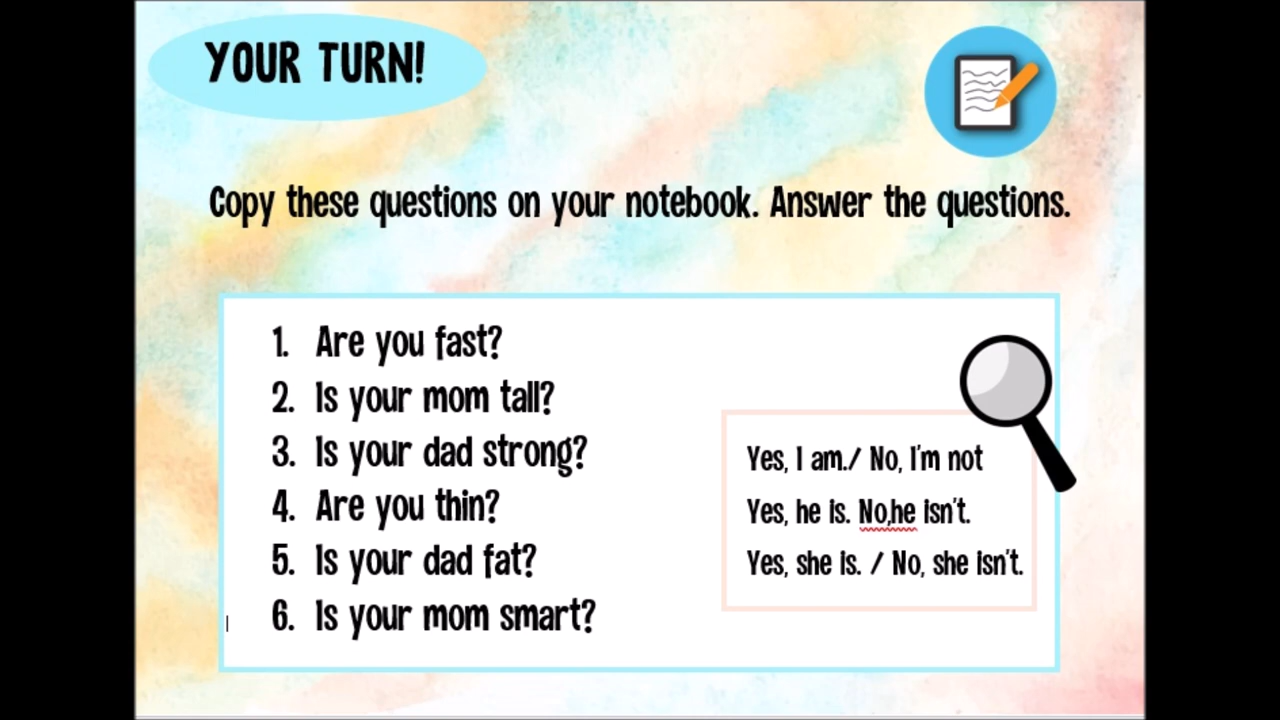 YOUR TURN!
Copy these questions on your notebook. Answer the questions.
1. Are you fast?
2. Is your mom tall?
3. Is your dad strong?
4. Are you thin?
5. Is your dad fat?
6. Is your mom smart?
Yes, I am./ No, I'm not
Yes, he is. No,he isn't.
Yes, she is. / No, she isn't.